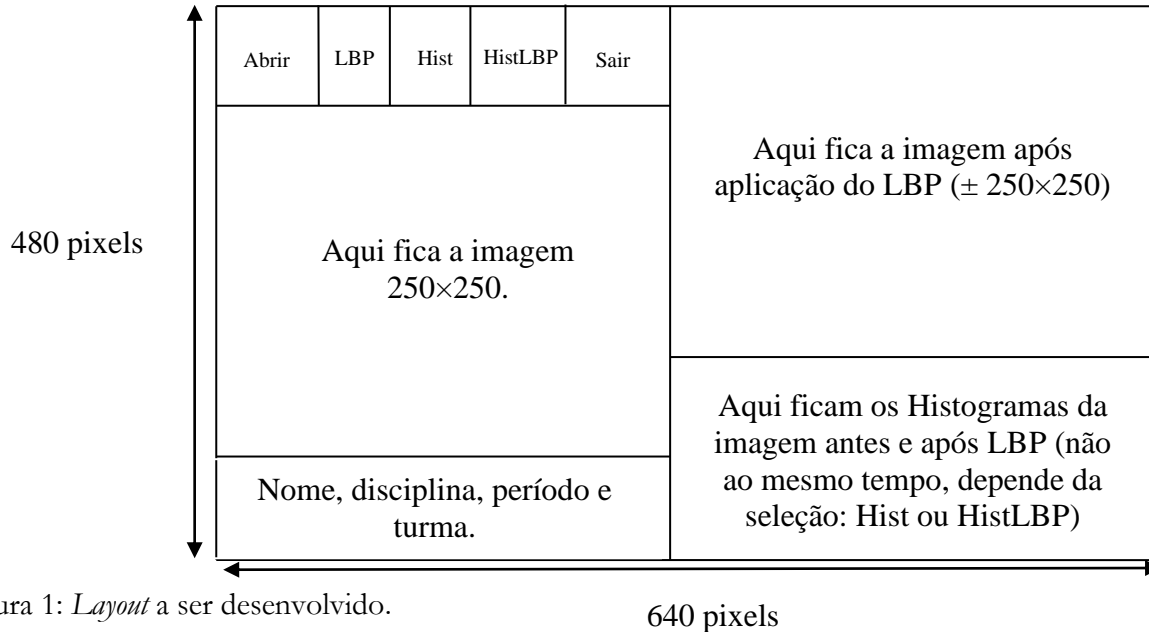 Abrir
LBP
Hist
HistLBP
Sair
Aqui fica a imagem após
aplicação do LBP (± 250×250)
480 pixels
Aqui fica a imagem
250×250.
Aqui ficam os Histogramas da
imagem antes e após LBP (não
ao mesmo tempo, depende da
seleção: Hist ou HistLBP)
Nome, disciplina, período e
turma.
ura 1: Layout a ser desenvolvido.
640 pixels